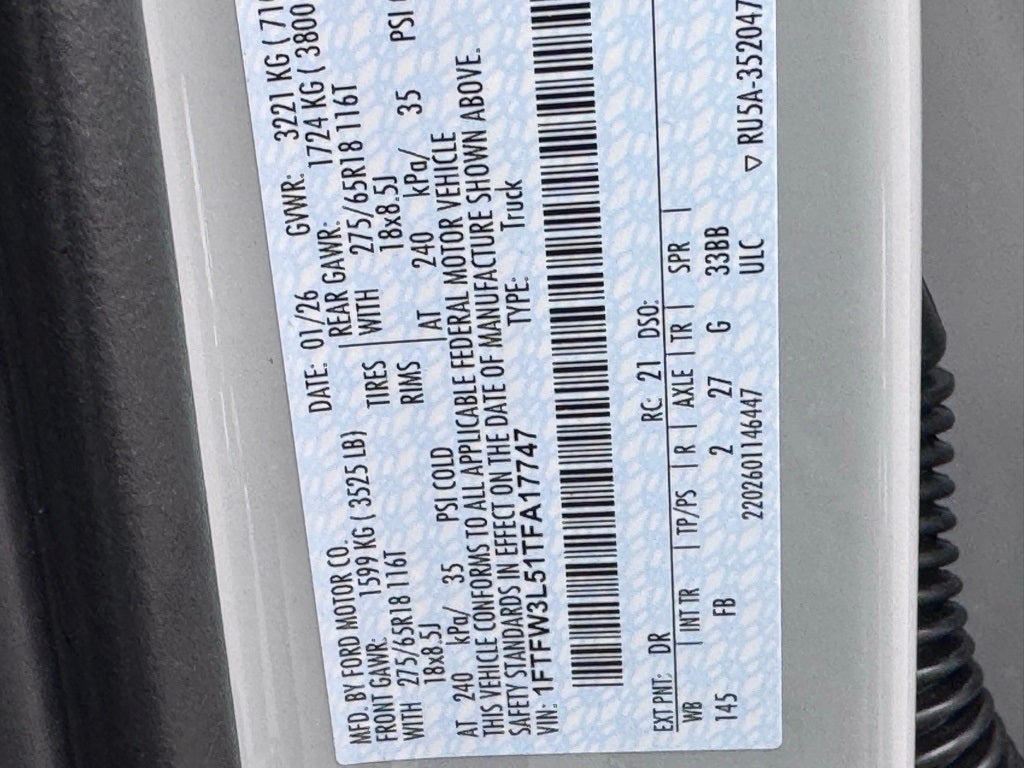 MFD. BY FORD MOTOR CO. DATE: 01/26 GVWR: 3221 KG
FRONT GAWR: 1599 KG ( 3525 LB) REAR GAWR: 1724 KG ( 3800
WITH 275/65R18 116T TIRES WITH 275/65R18 116T
18x8.5J RIMS 18x8.5J
AT 240 kPa/ 35 PSI COLD AT 240 kPa/ 35 PSI
THIS VEHICLE CONFORMS TO ALL APPLICABLE FEDERAL MOTOR VEHICLE
SAFETY STANDARDS IN EFFECT ON THE DATE OF MANUFACTURE SHOWN ABOVE.
VIN: 1FTFW3L51TFA17747 TYPE: Truck
EXT PNT: DR RC: 21 DSO:
WB | INT TR | TP/PS | R | AXLE | TR | SPR |
145 FB 2 27 G 33BB
220260114644​7 ULC ▽ RU5A-352047